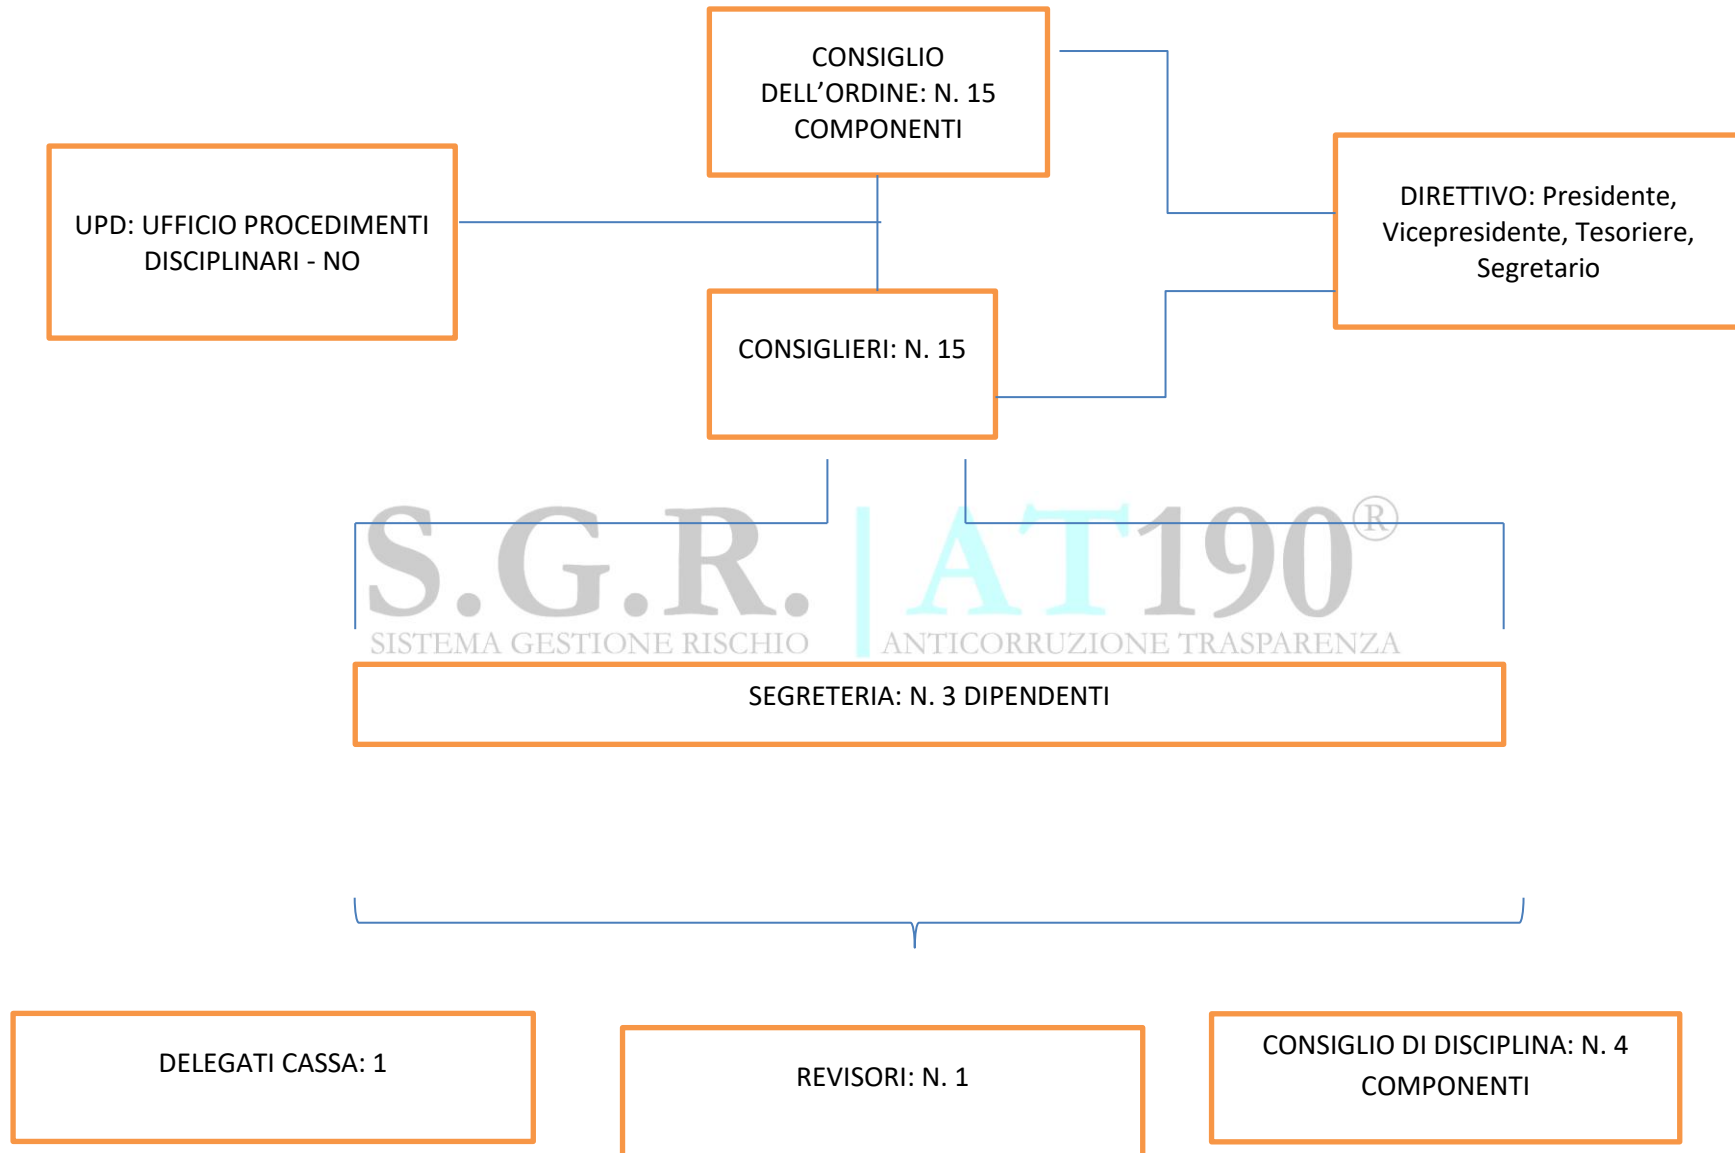 CONSIGLIO
DELL’ORDINE: N. 15
COMPONENTI
UPD: UFFICIO PROCEDIMENTI
DISCIPLINARI - NO
DIRETTIVO: Presidente,
Vicepresidente, Tesoriere,
Segretario
CONSIGLIERI: N. 15
S.G.R. | AT190®
SISTEMA GESTIONE RISCHIO ANTICORRUZIONE TRASPARENZA
SEGRETERIA: N. 3 DIPENDENTI
DELEGATI CASSA: 1
REVISORI: N. 1
CONSIGLIO DI DISCIPLINA: N. 4
COMPONENTI